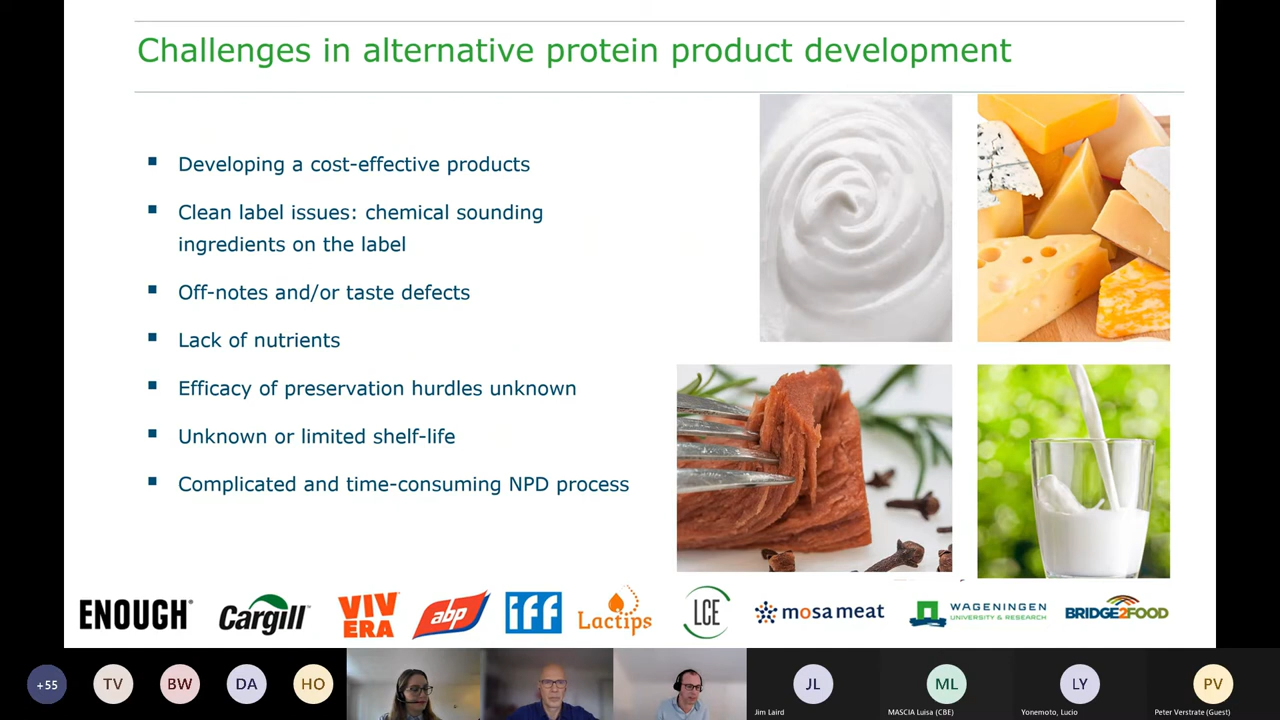 Challenges in alternative protein product development
Developing a cost-effective products
Clean label issues: chemical sounding
ingredients on the label
Off-notes and/or taste defects
Lack of nutrients
Efficacy of preservation hurdles unknown
Unknown or limited shelf-life
Complicated and time-consuming NPD process
ENOUGH®
Cargill
VIVERA
abp
iff
Lactips
LCE
mosa meat
WAGENINGEN
UNIVERSITY & RESEARCH
BRIDGE2FOOD
+55
TV
BW
DA
HO
JL
ML
LY
PV
Jim Laird
MASCIA Luisa (CBE)
Yonemoto, Lucio
Peter Verstrate (Guest)